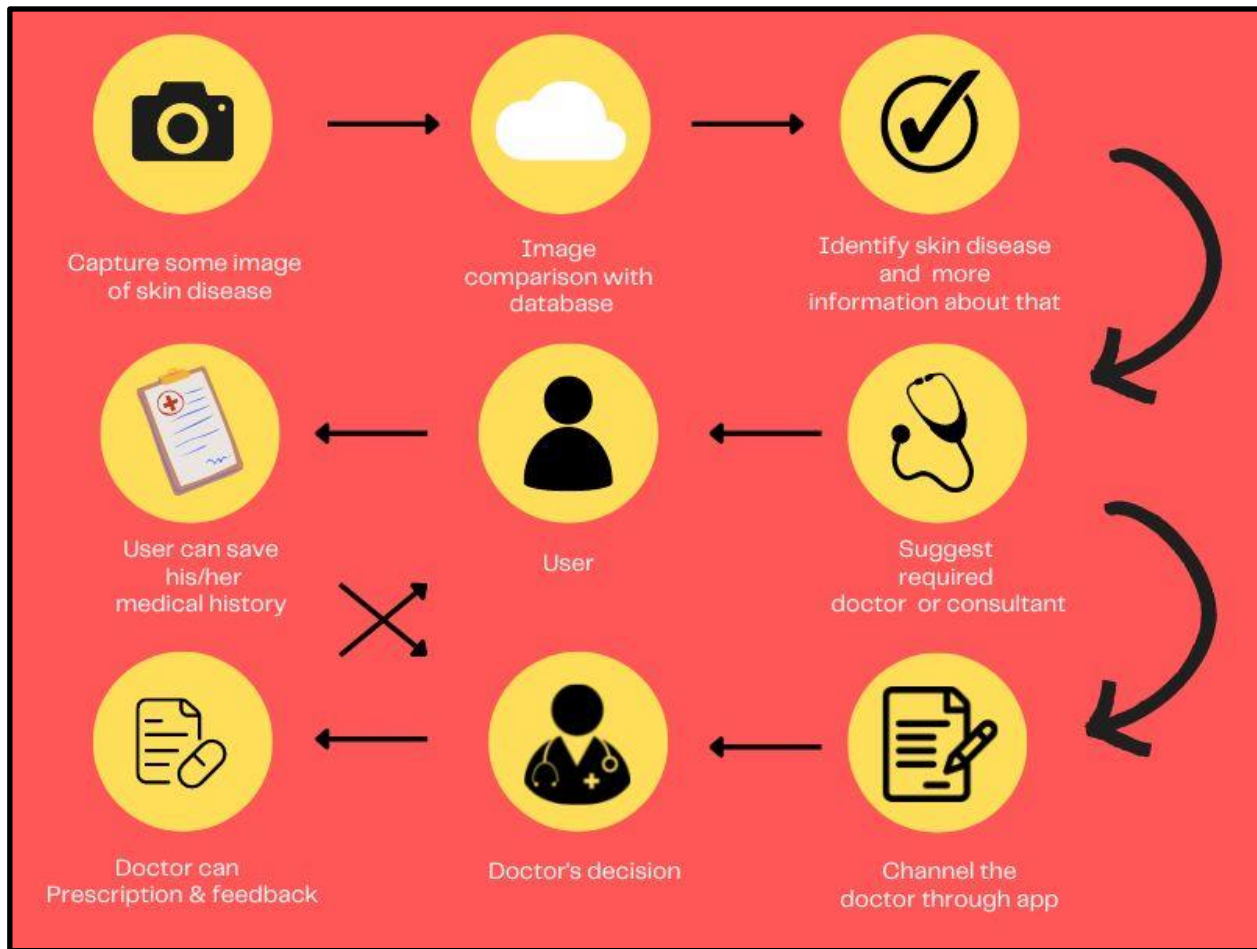 Capture some image
of skin disease
Image
comparison with
database
Identify skin disease
and more
information about that
User can save
his/her
medical history
User
Suggest
required
doctor or consultant
Doctor can
Prescription & feedback
Doctor's decision
Channel the
doctor through app